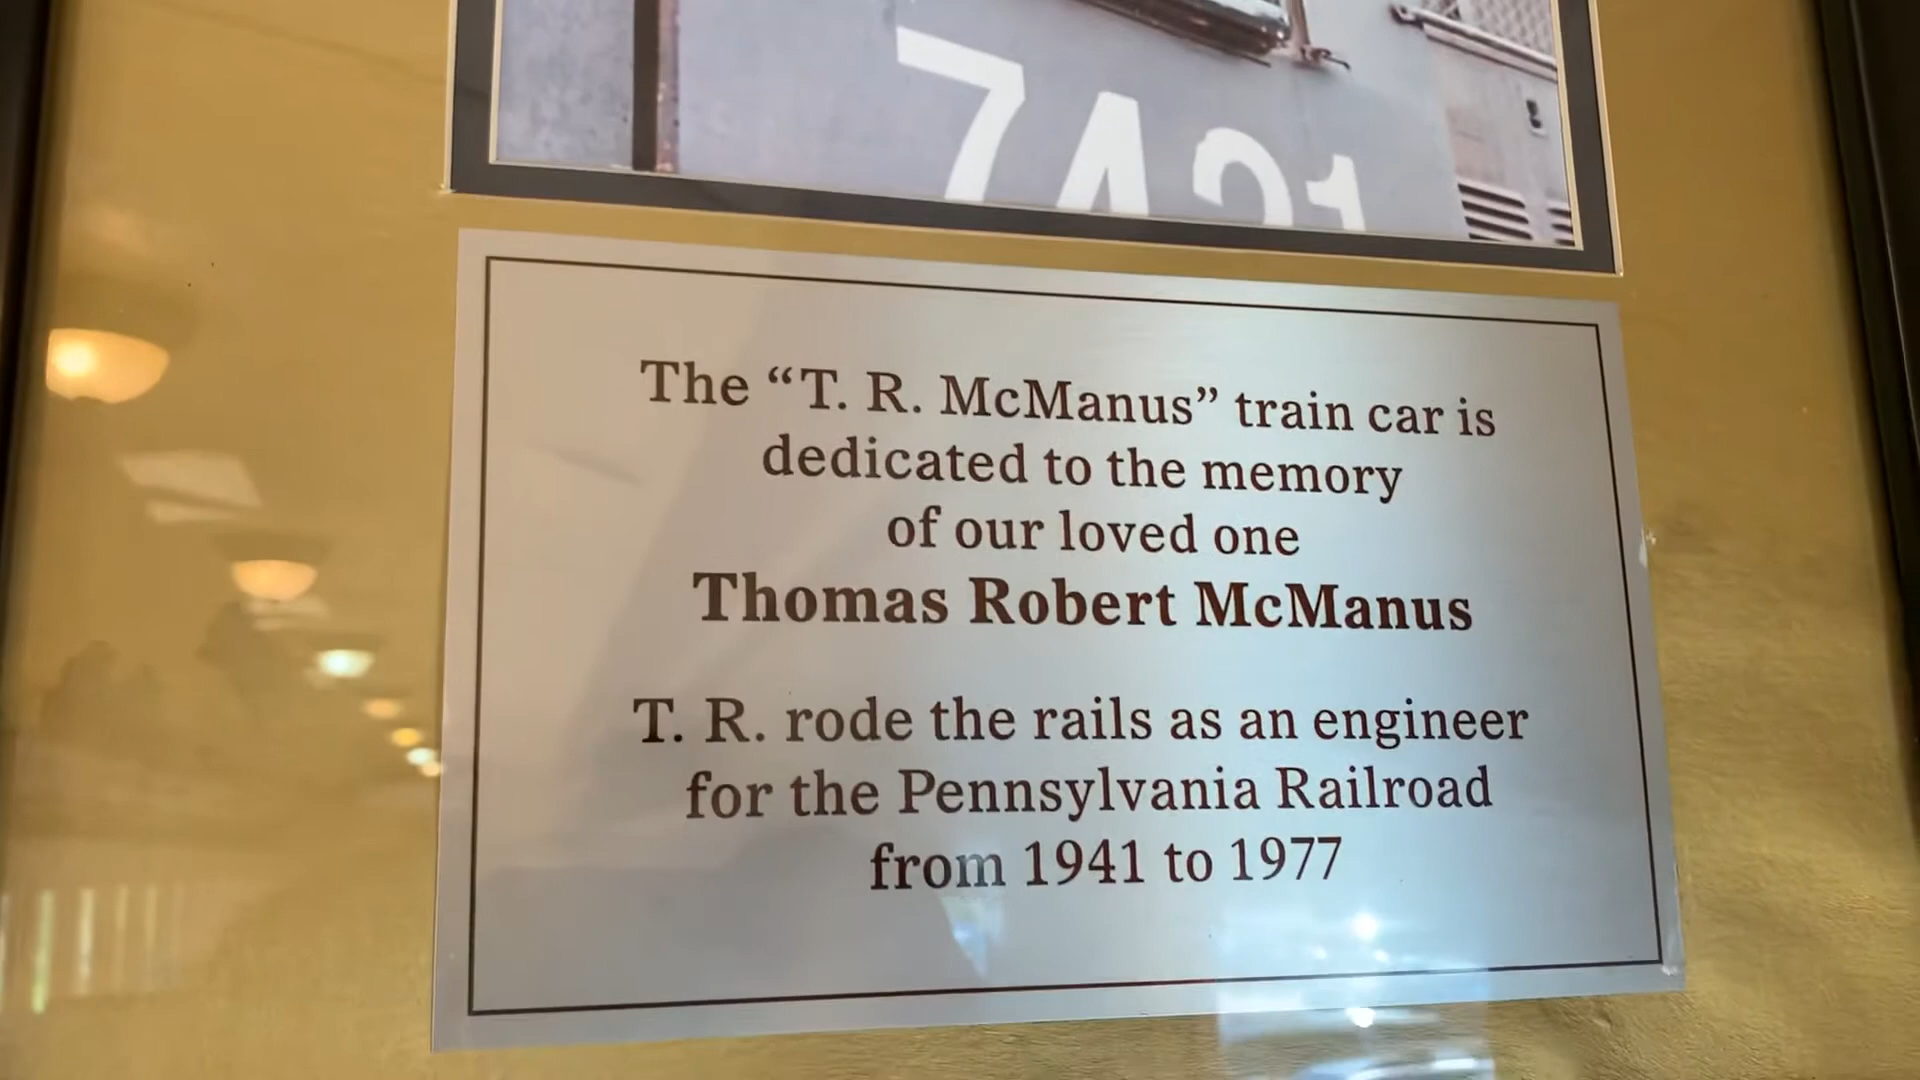 7421
The “T. R. McManus” train car is
dedicated to the memory
of our loved one
Thomas Robert McManus
T. R. rode the rails as an engineer
for the Pennsylvania Railroad
from 1941 to 1977